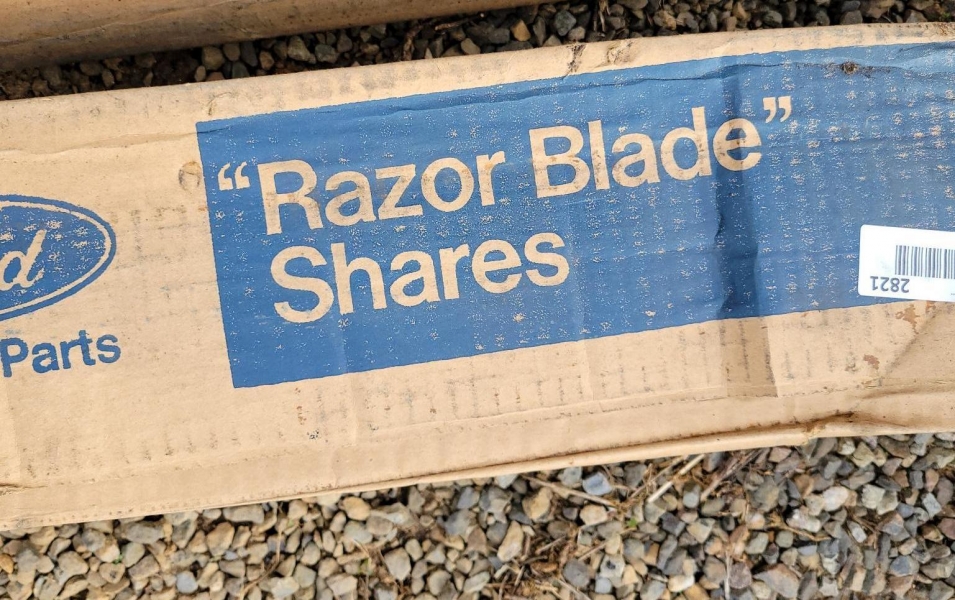 “Razor Blade”
Shares
d
Parts
2821